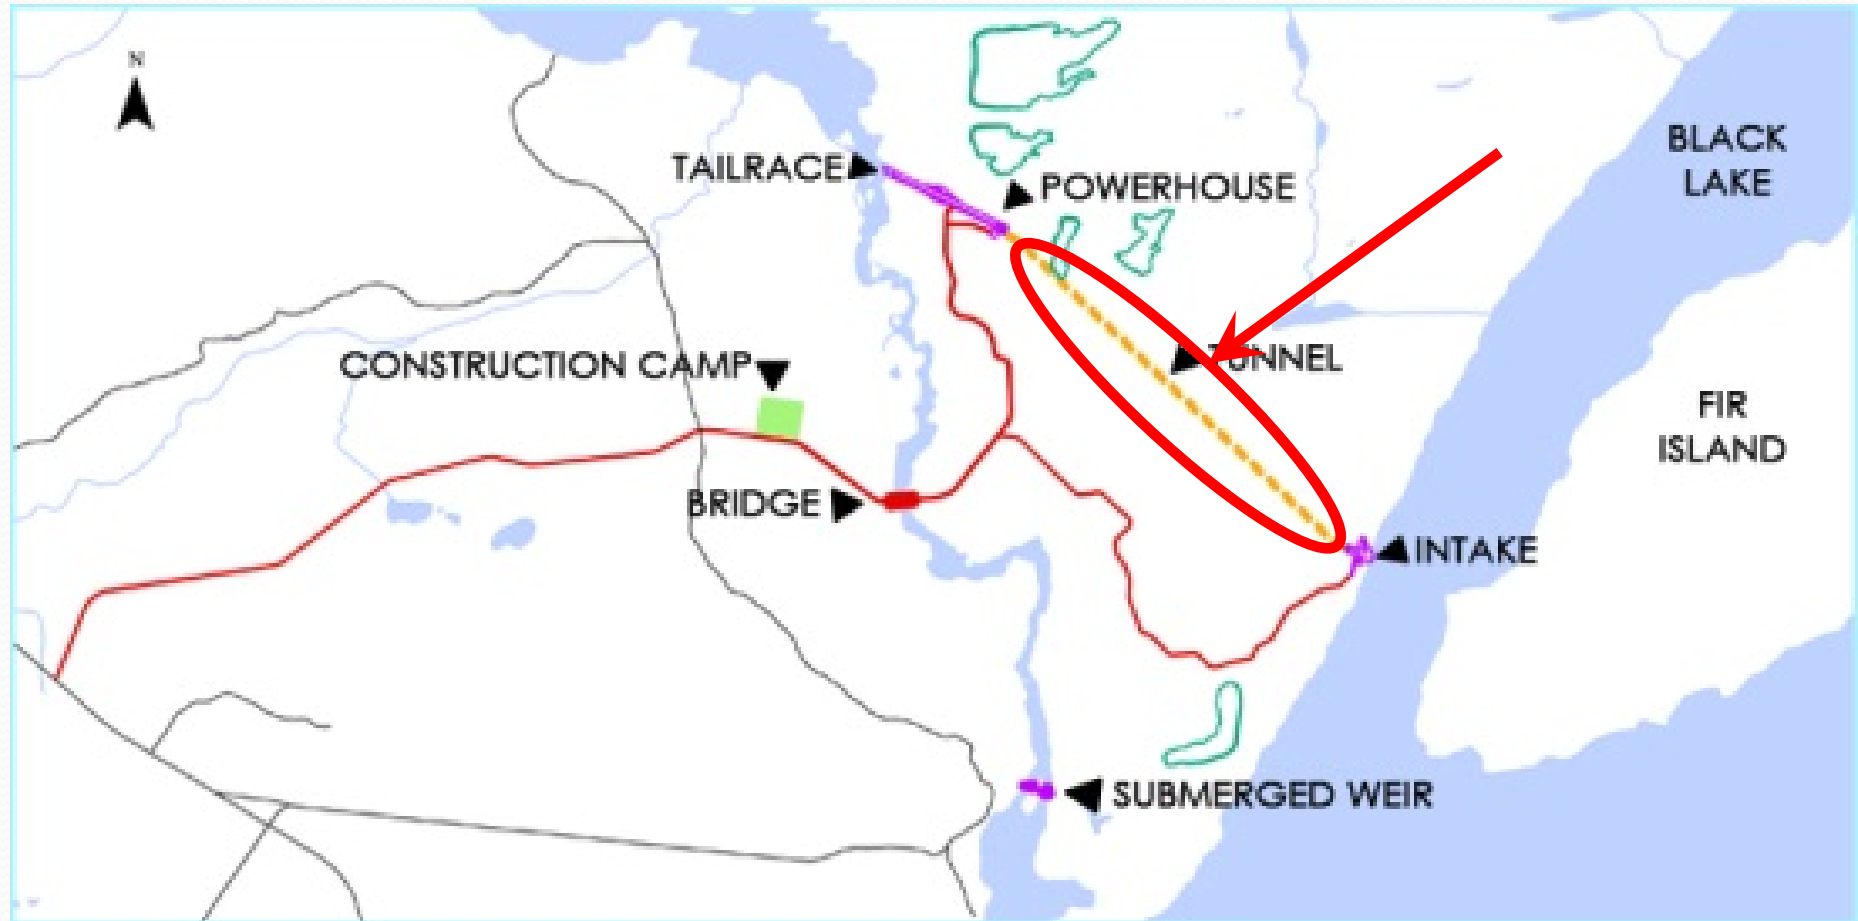 N
BLACK
LAKE
TAILRACE
POWERHOUSE
TUNNEL
CONSTRUCTION CAMP
FIR
ISLAND
BRIDGE
INTAKE
SUBMERGED WEIR